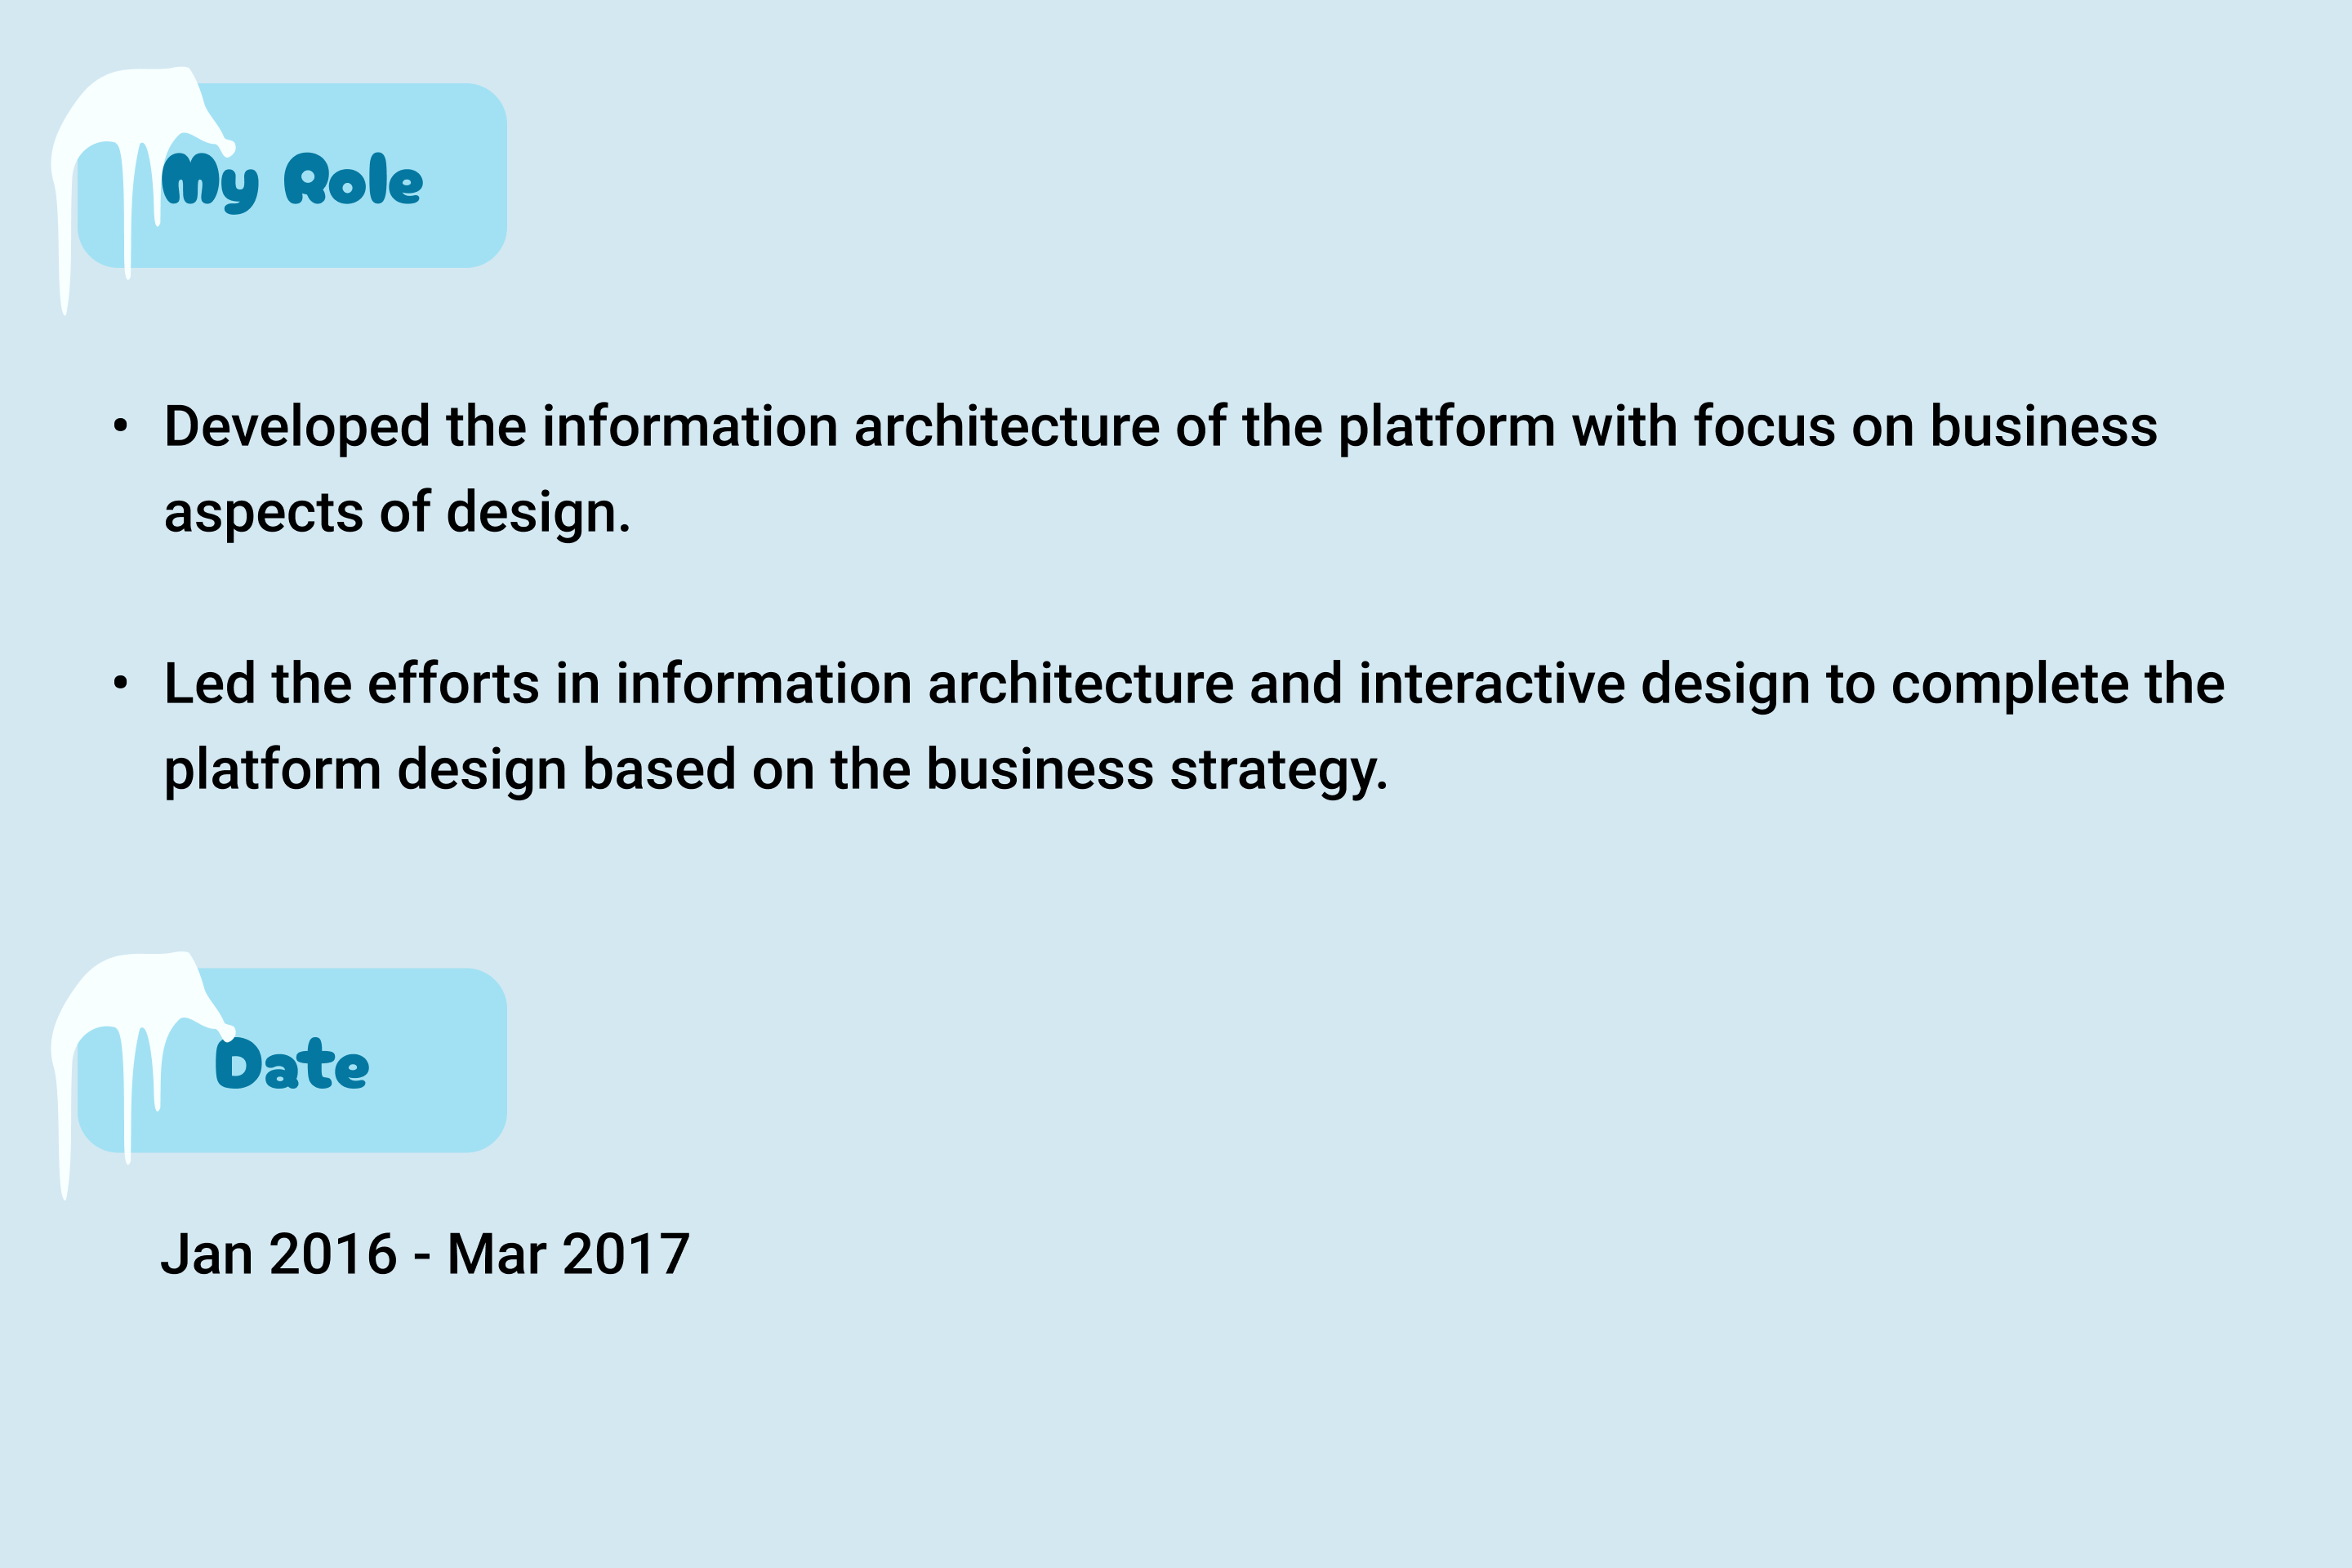 My Role
• Developed the information architecture of the platform with focus on business
aspects of design.
• Led the efforts in information architecture and interactive design to complete the
platform design based on the business strategy.
Date
Jan 2016 - Mar 2017